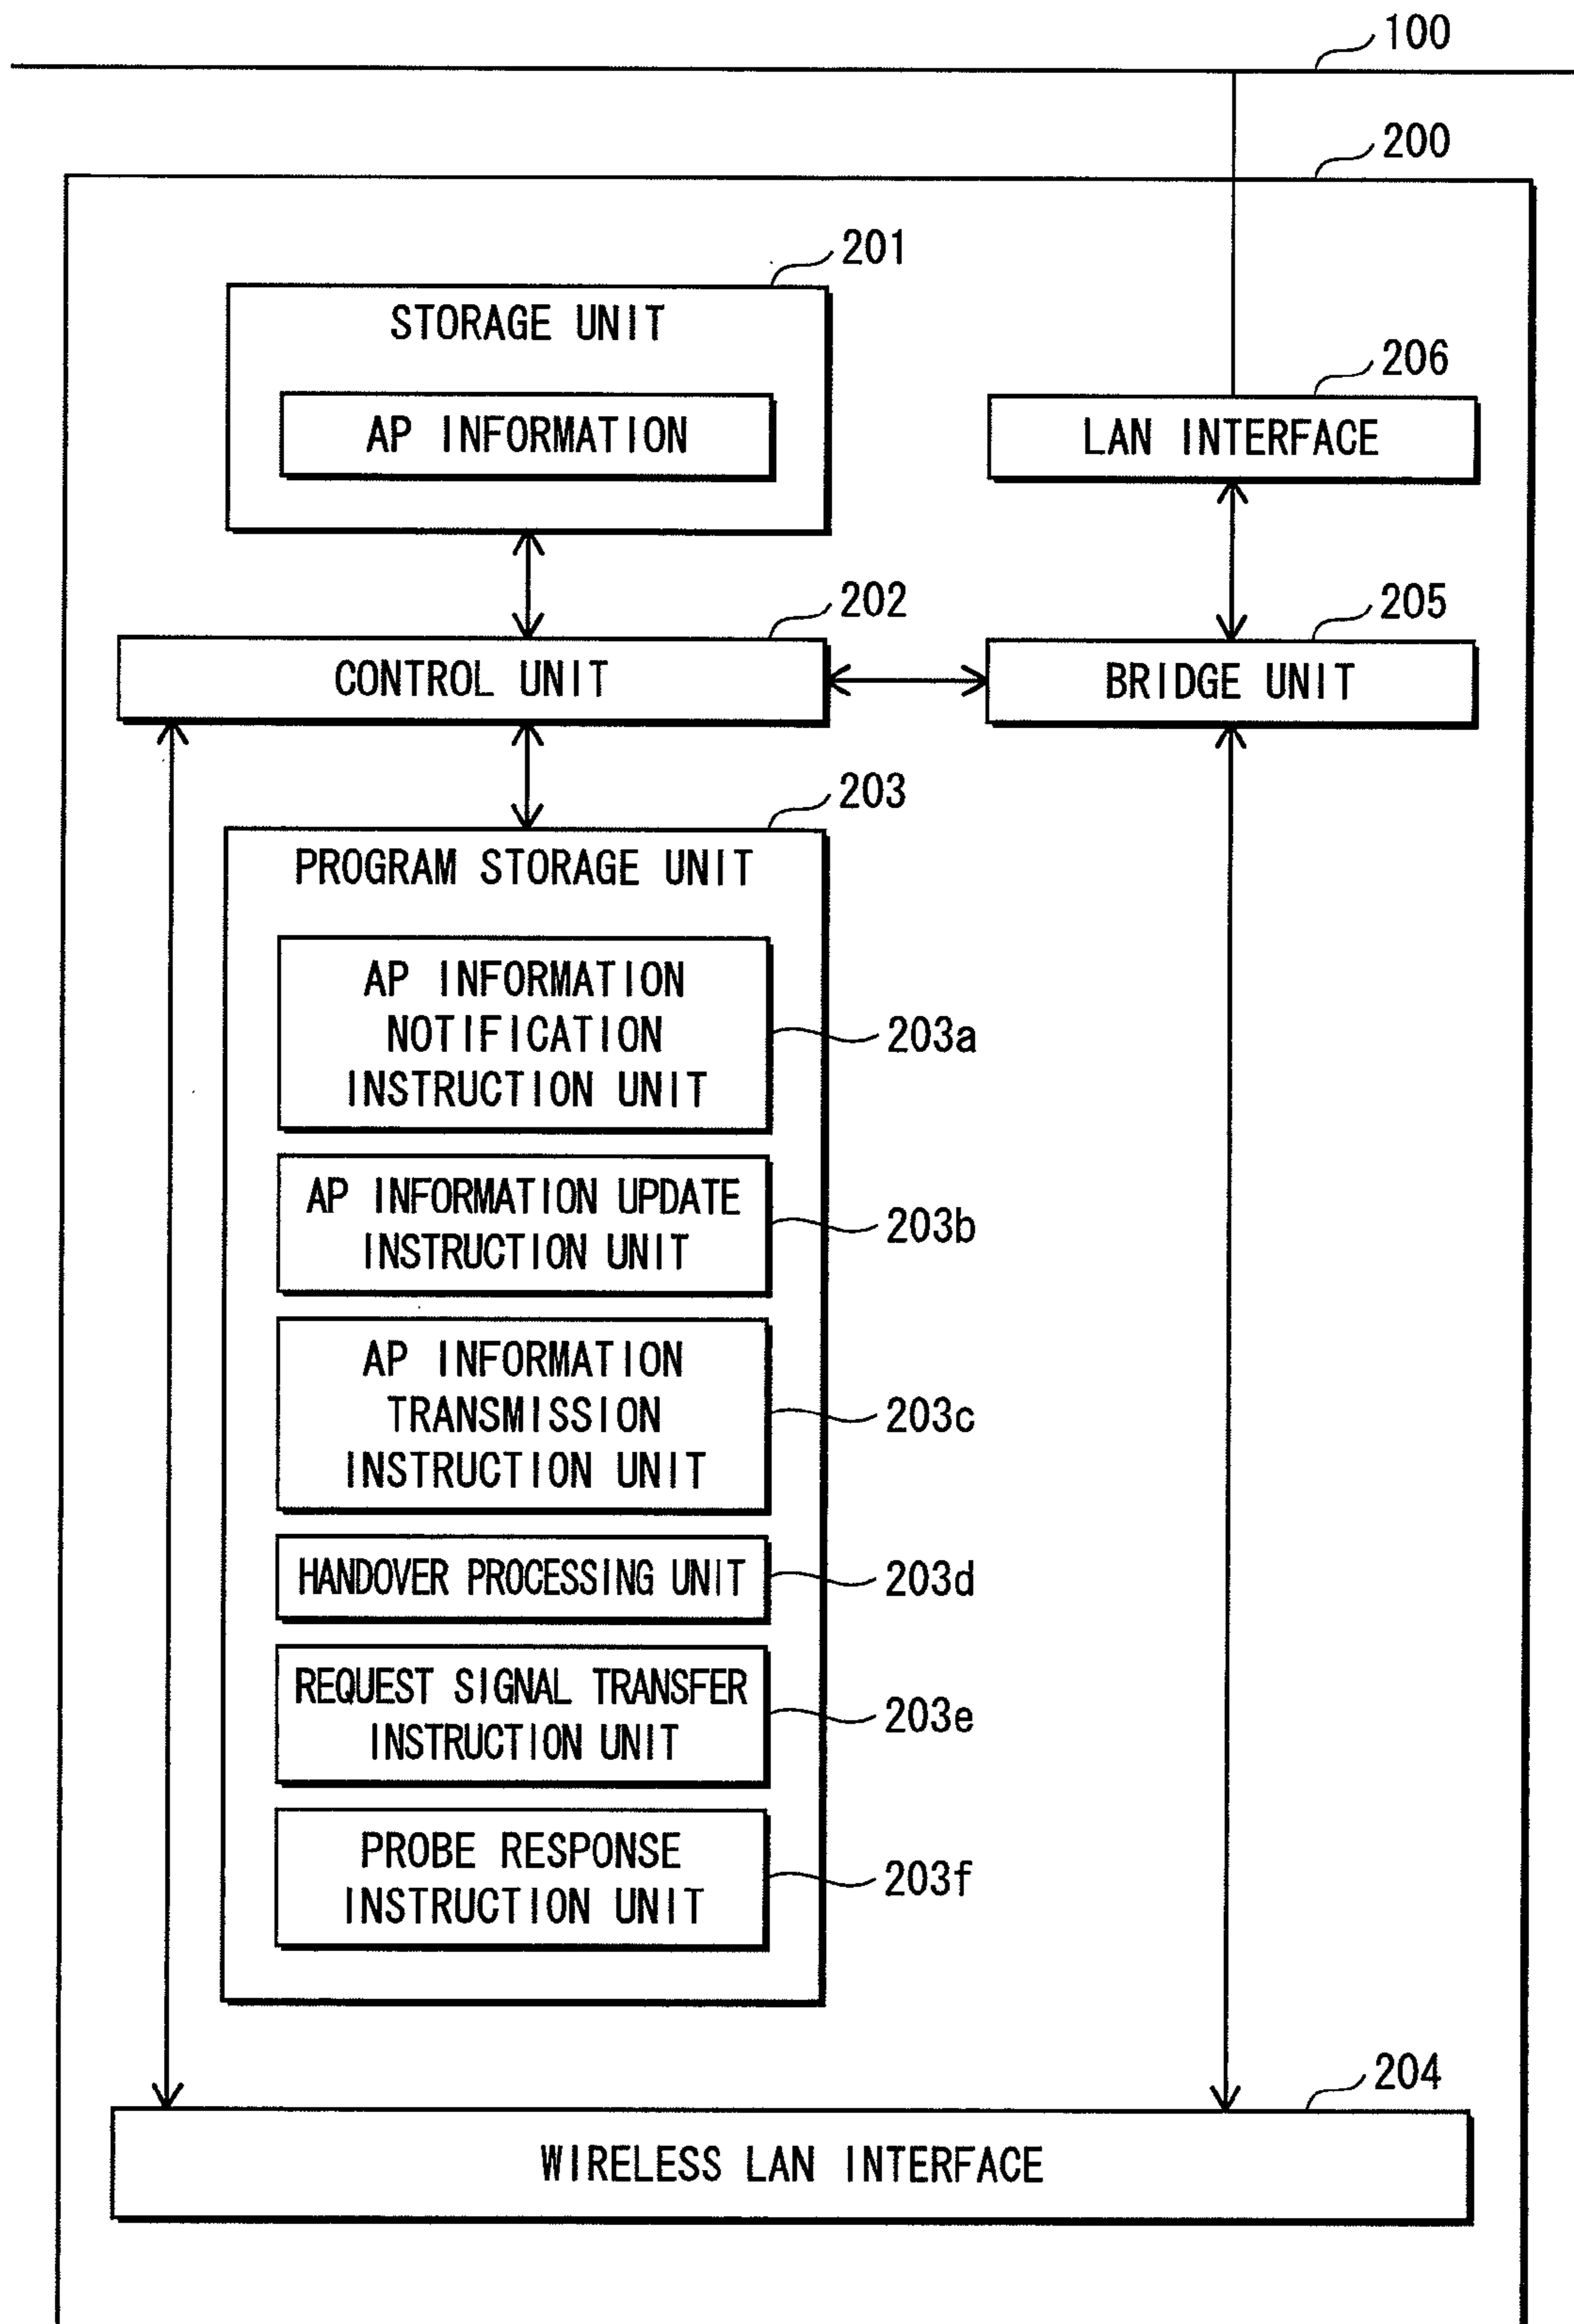 100
200
201
STORAGE UNIT
AP INFORMATION
206
LAN INTERFACE
202
CONTROL UNIT
205
BRIDGE UNIT
203
PROGRAM STORAGE UNIT
AP INFORMATION
NOTIFICATION
INSTRUCTION UNIT
203a
AP INFORMATION UPDATE
INSTRUCTION UNIT
203b
AP INFORMATION
TRANSMISSION
INSTRUCTION UNIT
203c
HANDOVER PROCESSING UNIT
203d
REQUEST SIGNAL TRANSFER
INSTRUCTION UNIT
203e
PROBE RESPONSE
INSTRUCTION UNIT
203f
204
WIRELESS LAN INTERFACE